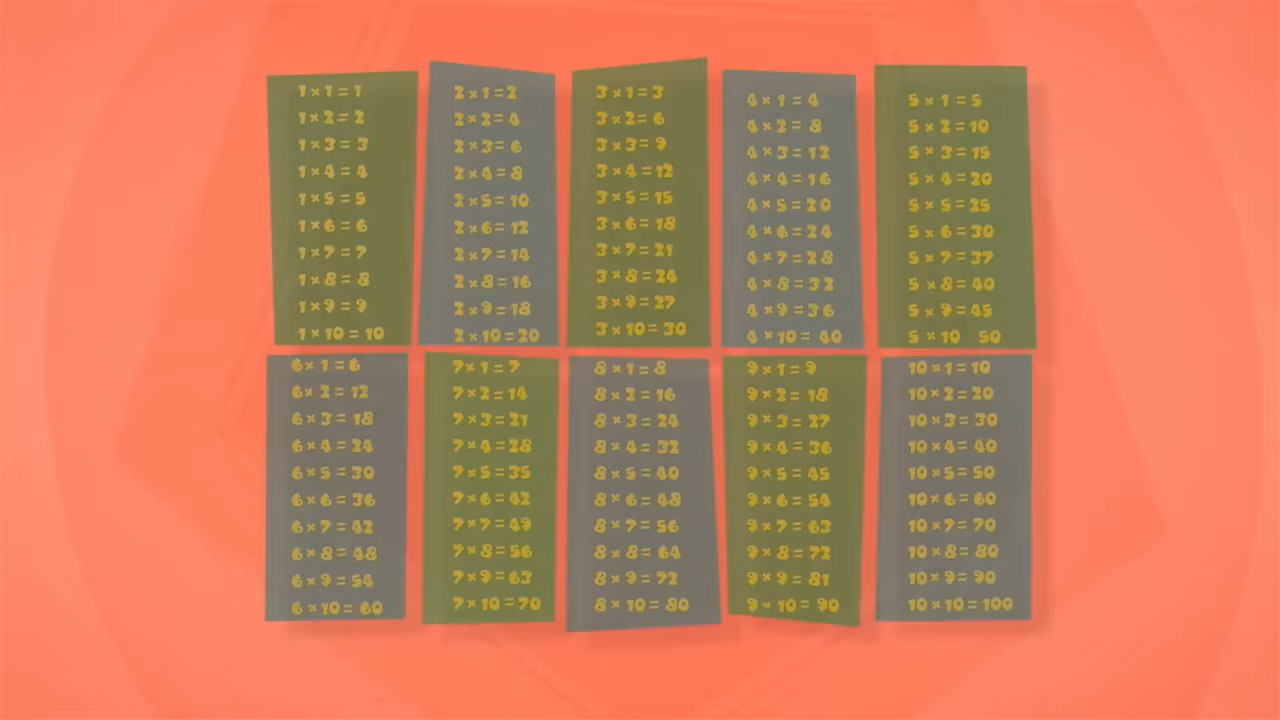 1 × 1 = 1
1 × 2 = 2
1 × 3 = 3
1 × 4 = 4
1 × 5 = 5
1 × 6 = 6
1 × 7 = 7
1 × 8 = 8
1 × 9 = 9
1 × 10 = 10
2 × 1 = 2
2 × 2 = 4
2 × 3 = 6
2 × 4 = 8
2 × 5 = 10
2 × 6 = 12
2 × 7 = 14
2 × 8 = 16
2 × 9 = 18
2 × 10 = 20
3 × 1 = 3
3 × 2 = 6
3 × 3 = 9
3 × 4 = 12
3 × 5 = 15
3 × 6 = 18
3 × 7 = 21
3 × 8 = 24
3 × 9 = 27
3 × 10 = 30
4 × 1 = 4
4 × 2 = 8
4 × 3 = 12
4 × 4 = 16
4 × 5 = 20
4 × 6 = 24
4 × 7 = 28
4 × 8 = 32
4 × 9 = 36
4 × 10 = 40
5 × 1 = 5
5 × 2 = 10
5 × 3 = 15
5 × 4 = 20
5 × 5 = 25
5 × 6 = 30
5 × 7 = 37
5 × 8 = 40
5 × 9 = 45
5 × 10 50
6 × 1 = 6
6 × 2 = 12
6 × 3 = 18
6 × 4 = 24
6 × 5 = 30
6 × 6 = 36
6 × 7 = 42
6 × 8 = 48
6 × 9 = 54
6 × 10 = 60
7 × 1 = 7
7 × 2 = 14
7 × 3 = 21
7 × 4 = 28
7 × 5 = 35
7 × 6 = 42
7 × 7 = 49
7 × 8 = 56
7 × 9 = 63
7 × 10 = 70
8 × 1 = 8
8 × 2 = 16
8 × 3 = 24
8 × 4 = 32
8 × 5 = 40
8 × 6 = 48
8 × 7 = 56
8 × 8 = 64
8 × 9 = 72
8 × 10 = 80
9 × 1 = 9
9 × 2 = 18
9 × 3 = 27
9 × 4 = 36
9 × 5 = 45
9 × 6 = 54
9 × 7 = 63
9 × 8 = 72
9 × 9 = 81
9 × 10 = 90
10 × 1 = 10
10 × 2 = 20
10 × 3 = 30
10 × 4 = 40
10 × 5 = 50
10 × 6 = 60
10 × 7 = 70
10 × 8 = 80
10 × 9 = 90
10 × 10 = 100